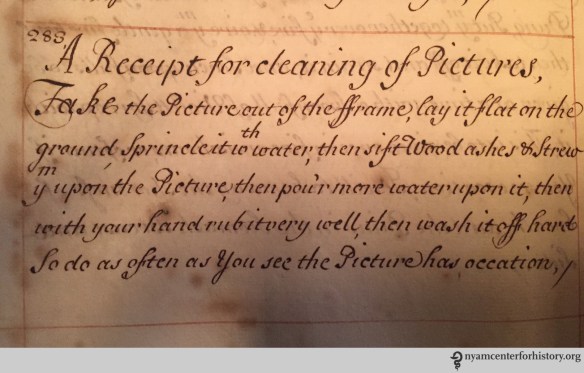 283
A Receipt for cleaning of Pictures,
Take the Picture out of the fframe, lay it flat on the
ground, Sprincle it wth water, then sift Wood ashes & Strew
ym upon the Picture, then pour more water upon it, then
with your hand rub it very well, then wash it off hard
So do as often as You see the Picture has occation,
nyamcenterforhistory.org